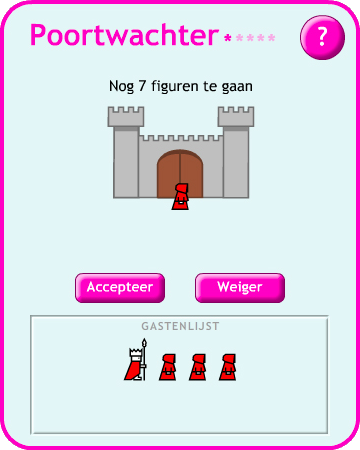 Poortwachter ******
?
Nog 7 figuren te gaan
Accepteer Weiger
GASTENLIJST